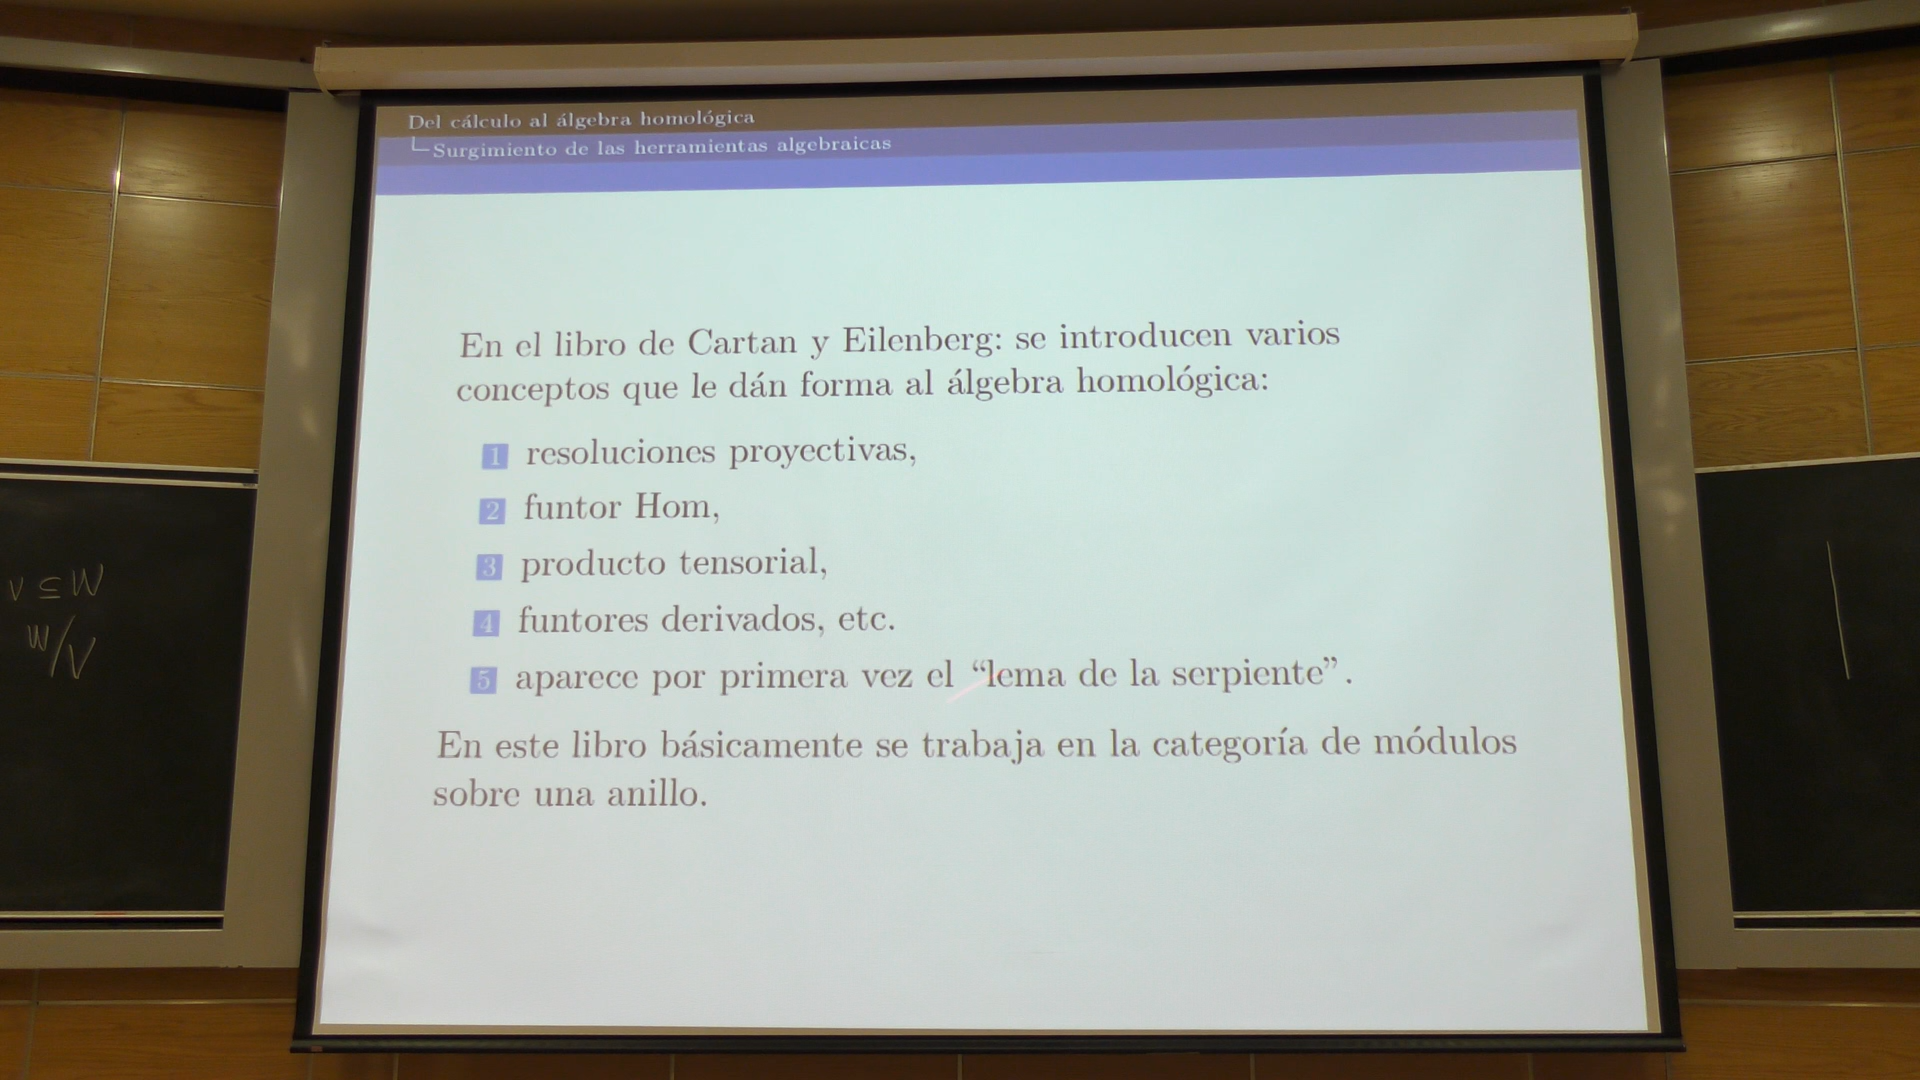 Del cálculo al álgebra homológica
Surgimiento de las herramientas algebraicas
En el libro de Cartan y Eilenberg: se introducen varios
conceptos que le dán forma al álgebra homológica:
1 resoluciones proyectivas,
2 funtor Hom,
3 producto tensorial,
4 funtores derivados, etc.
5 aparece por primera vez el “lema de la serpiente”.
En este libro básicamente se trabaja en la categoría de módulos
sobre una anillo.
V ⊆ W
W/V